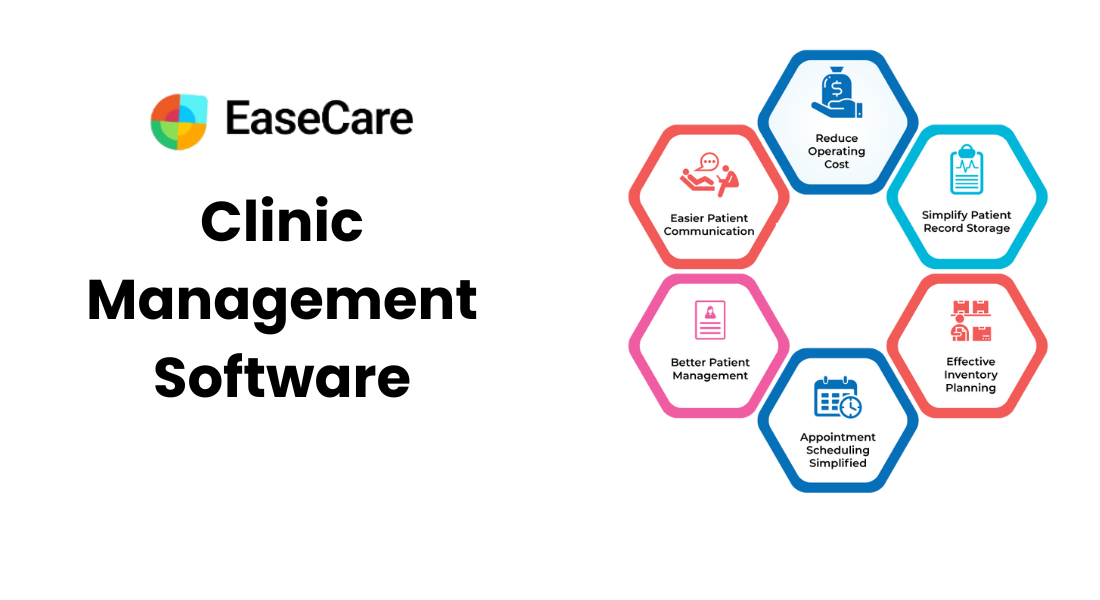 EaseCare
Clinic
Management
Software
Reduce
Operating
Cost
Easier Patient
Communication
Simplify Patient
Record Storage
Better Patient
Management
Effective
Inventory
Planning
Appointment
Scheduling
Simplified